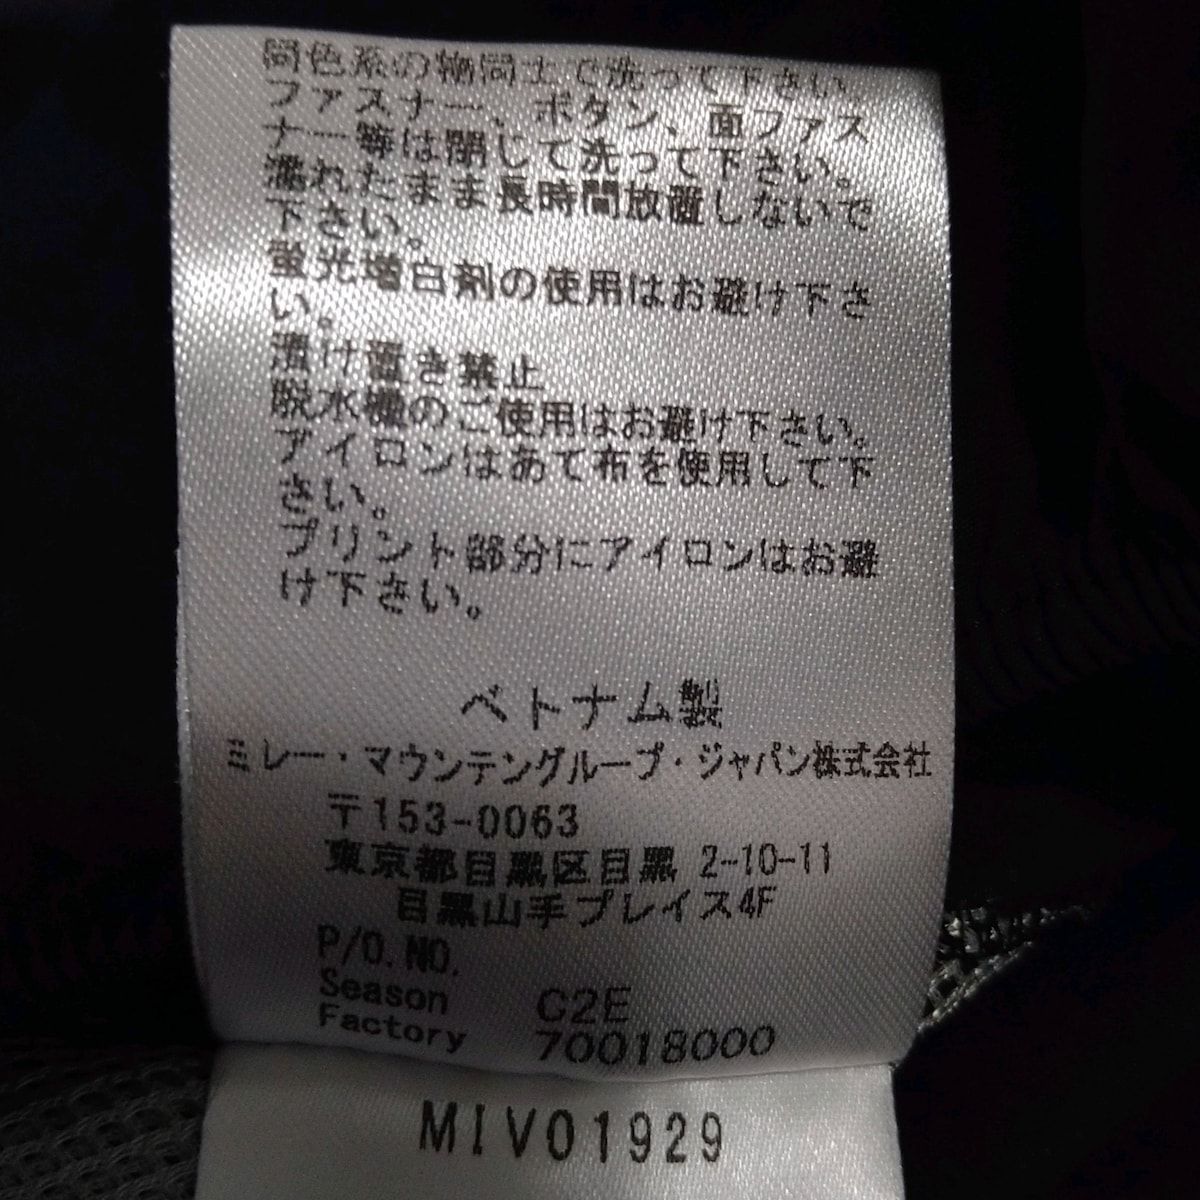 同色系の物同士で洗って下さい。
ファスナー、ボタン、面ファス
ナー等は閉じて洗って下さい。
濡れたまま長時間放置しないで
下さい。
蛍光増白剤の使用はお避け下さ
い。
漬け置き禁止
脱水機のご使用はお避け下さい。
アイロンはあて布を使用して下
さい。
プリント部分にアイロンはお避
け下さい。
ベトナム製
ミレー・マウンテングループ・ジャパン株式会社
〒153-0063
東京都目黒区目黒 2-10-11
目黒山手プレイス4F
P/O.NO.
Season C2E
Factory 70018000
MIV01929